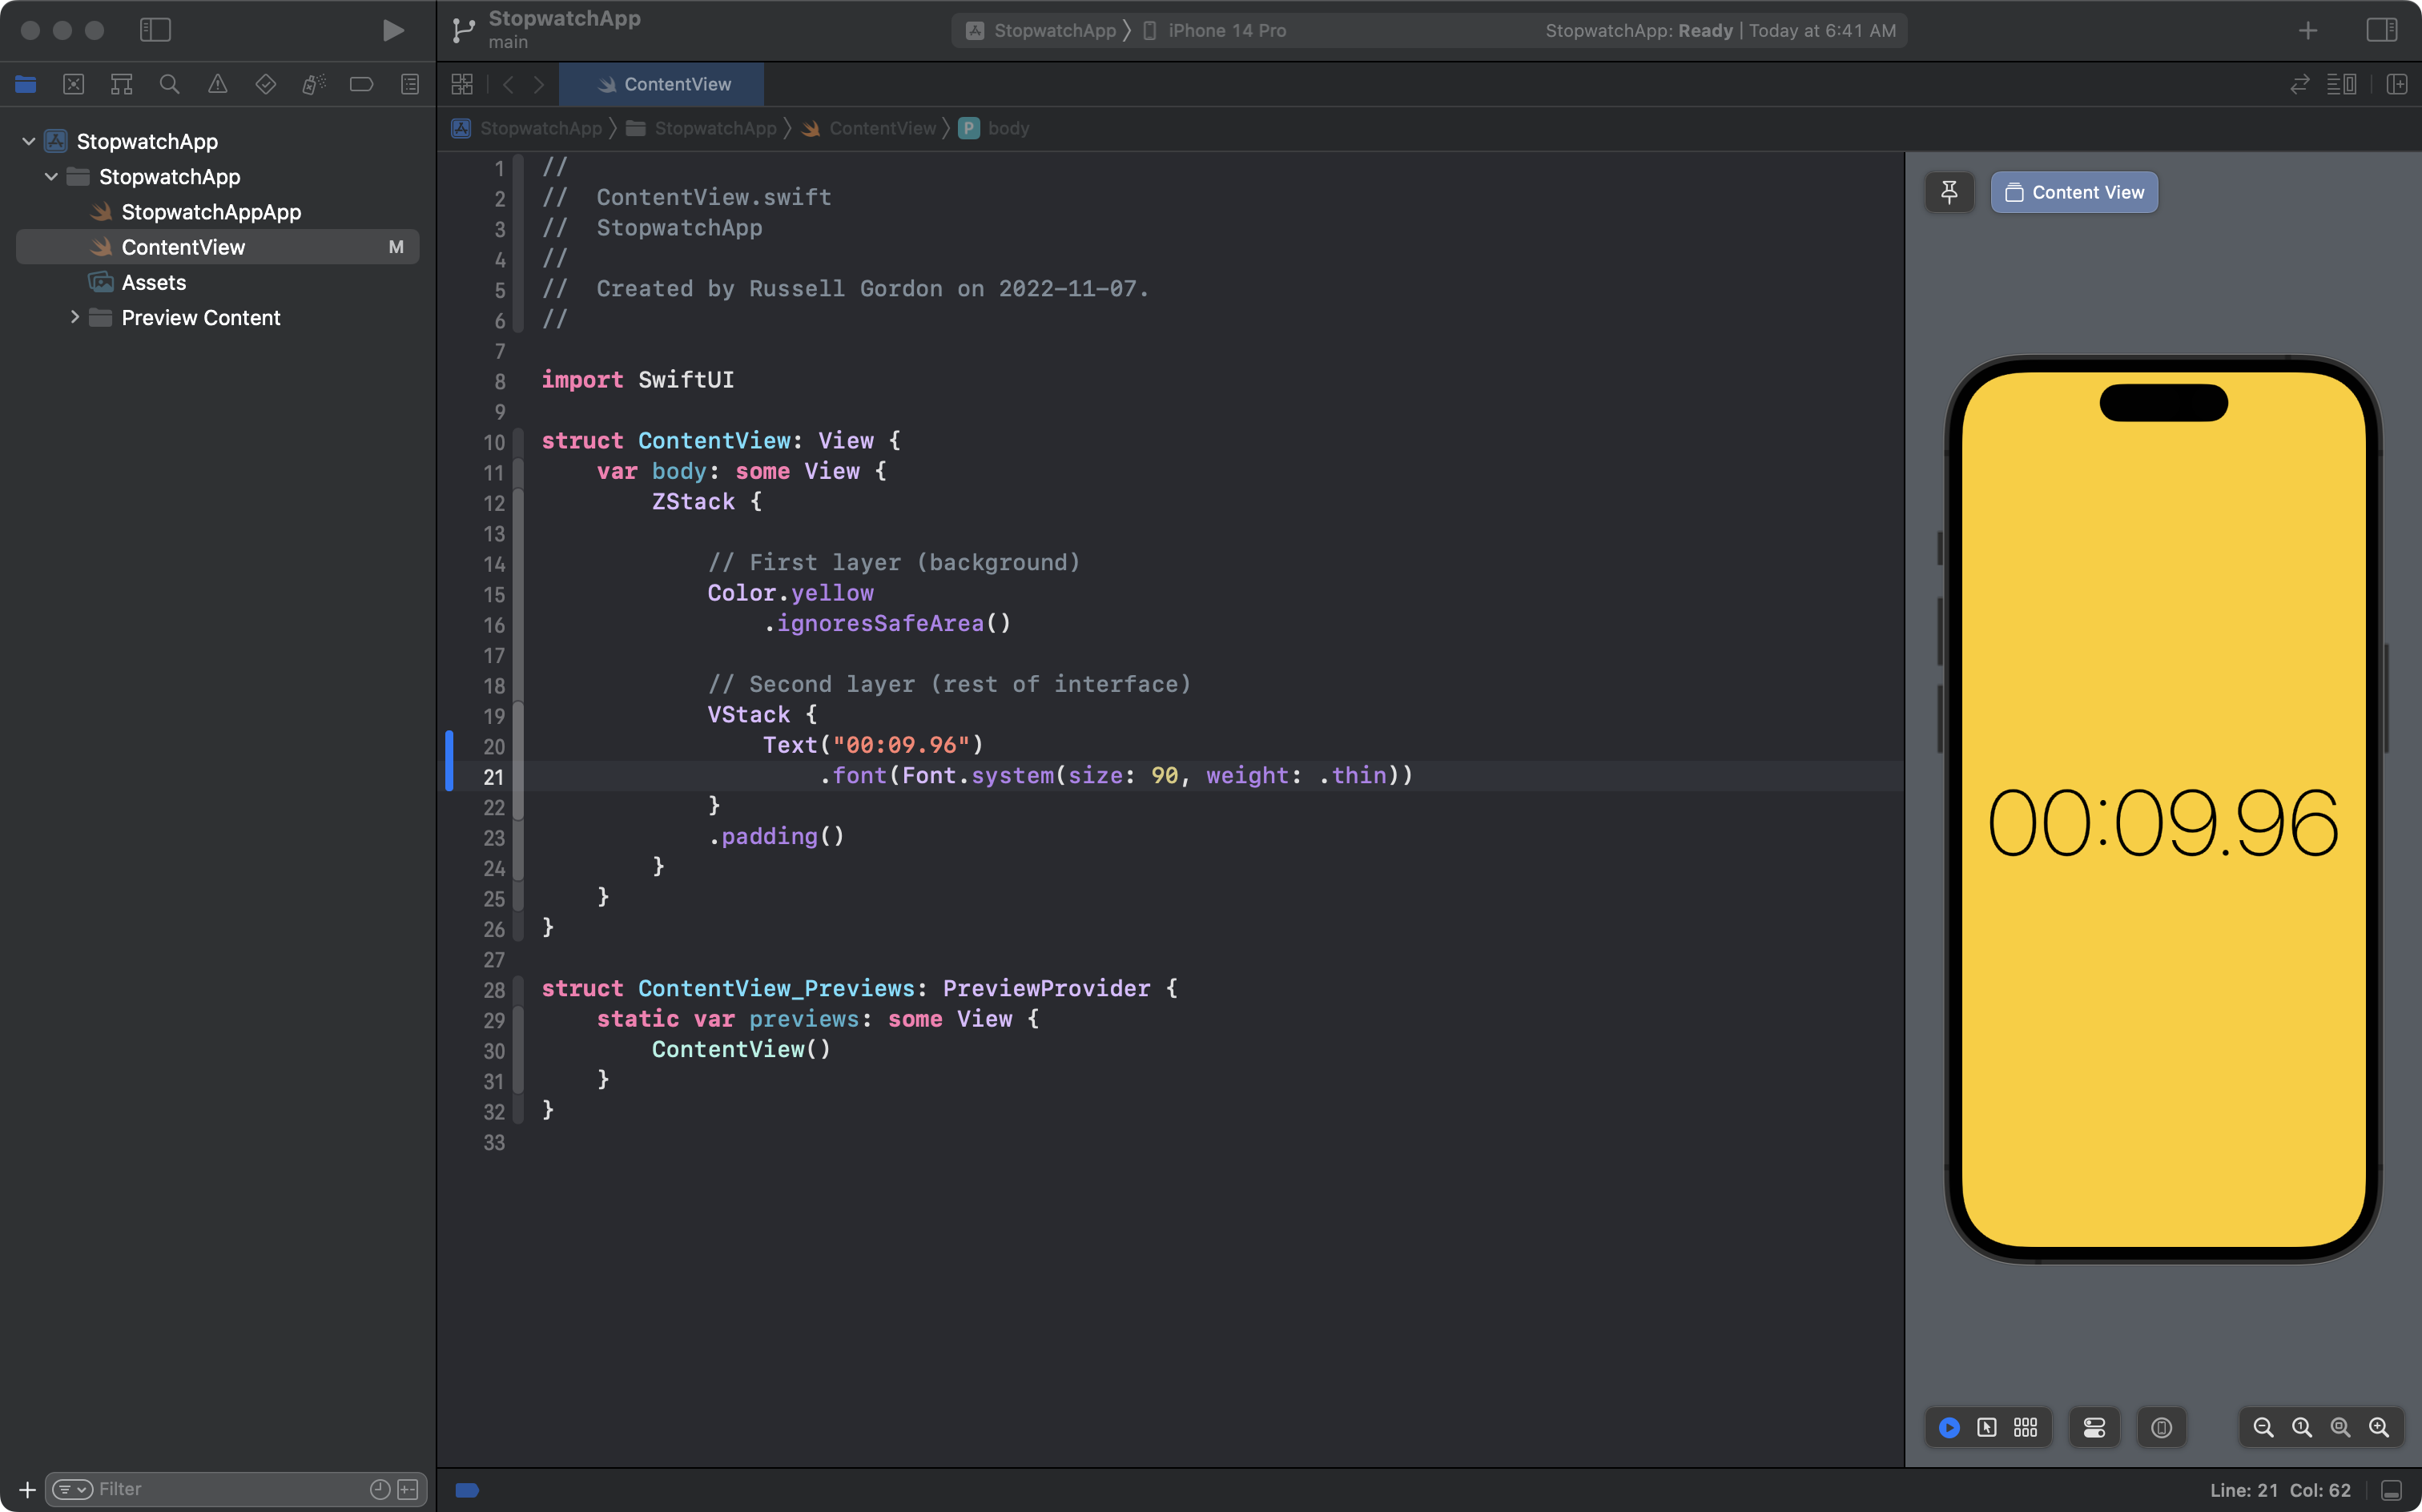 StopwatchApp
main
StopwatchApp
iPhone 14 Pro
StopwatchApp: Ready | Today at 6:41 AM
ContentView
StopwatchApp
StopwatchApp
ContentView
P
body
StopwatchApp
StopwatchApp
StopwatchAppApp
ContentView
M
Assets
Preview Content
Filter
1 //
2 //  ContentView.swift
3 //  StopwatchApp
4 //
5 //  Created by Russell Gordon on 2022-11-07.
6 //
7
8 import SwiftUI
9
10 struct ContentView: View {
11     var body: some View {
12         ZStack {
13
14             // First layer (background)
15             Color.yellow
16                 .ignoresSafeArea()
17
18             // Second layer (rest of interface)
19             VStack {
20                 Text("00:09.96")
21                     .font(Font.system(size: 90, weight: .thin))
22             }
23             .padding()
24         }
25     }
26 }
27
28 struct ContentView_Previews: PreviewProvider {
29     static var previews: some View {
30         ContentView()
31     }
32 }
33
Content View
00:09.96
Line: 21 Col: 62